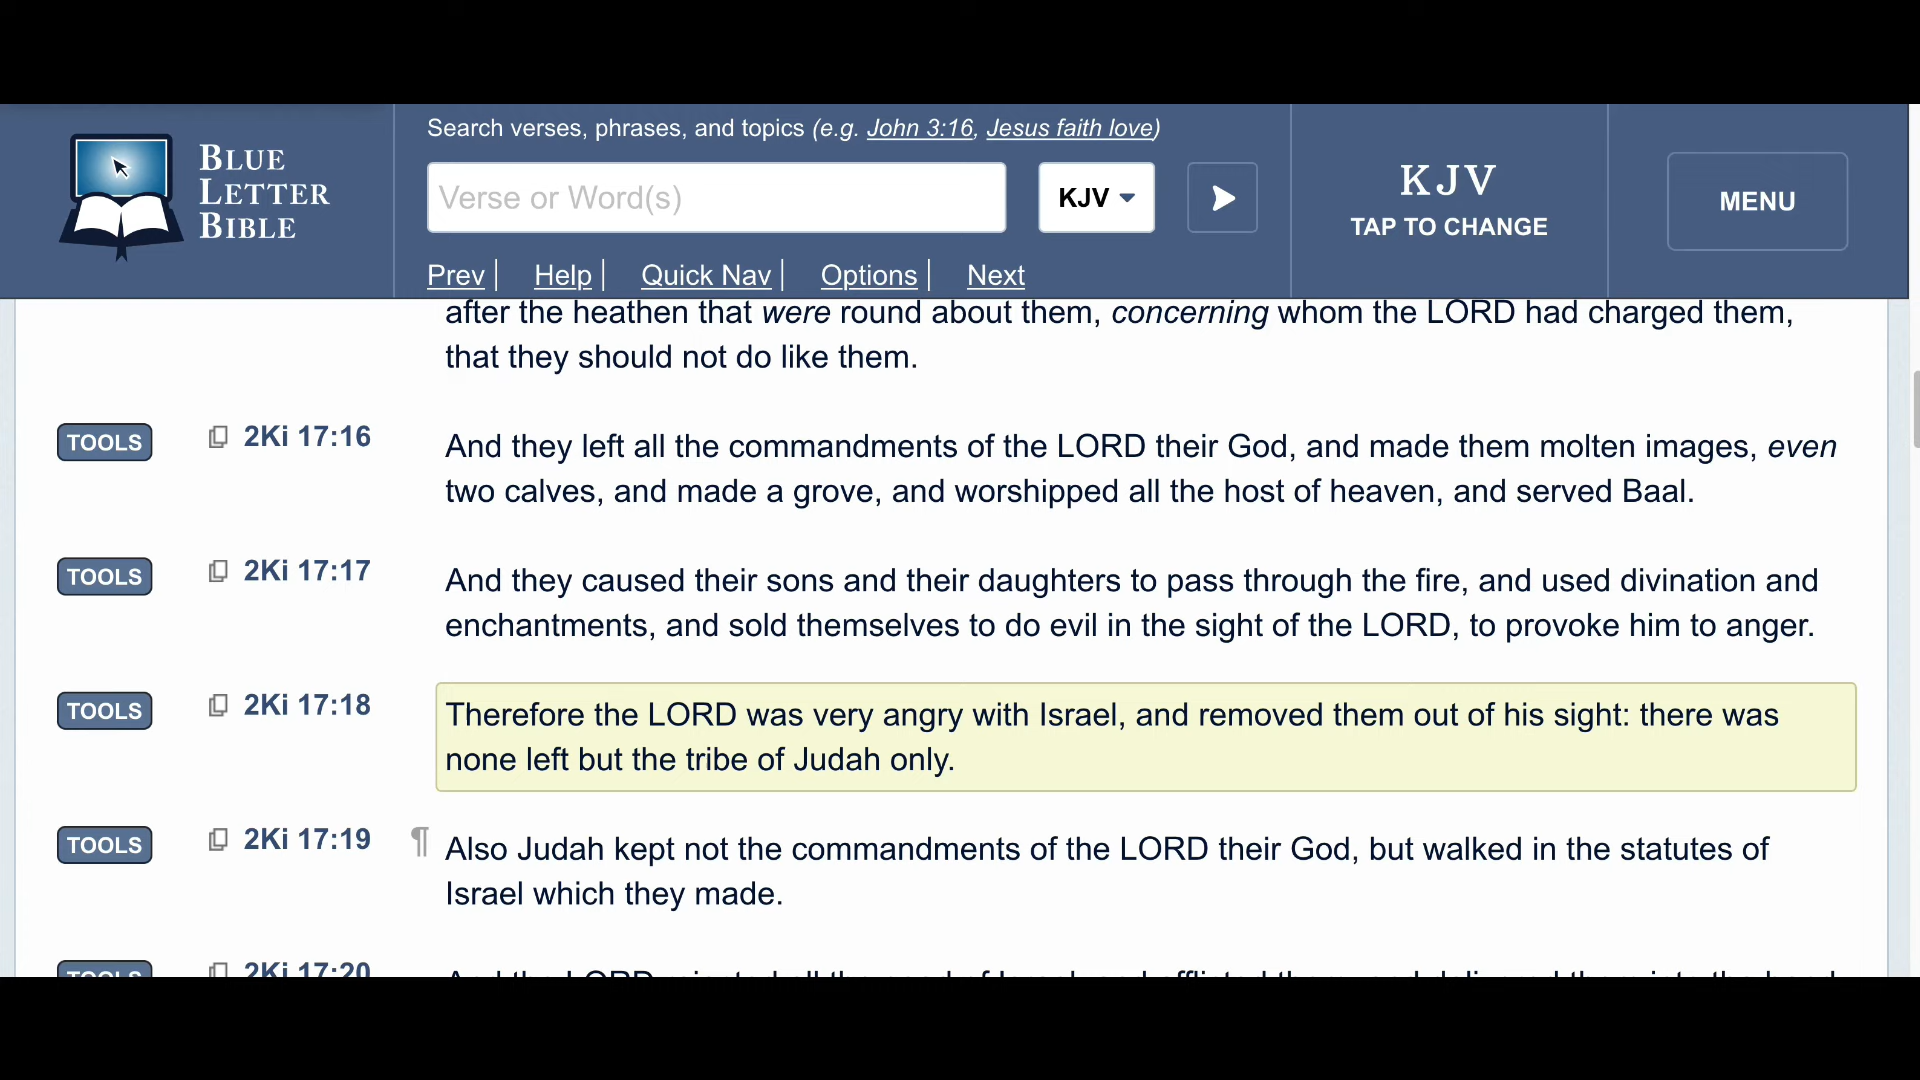 BLUE
LETTER
BIBLE
Search verses, phrases, and topics (e.g. John 3:16, Jesus faith love)
Verse or Word(s)
KJV
KJV
TAP TO CHANGE
MENU
Prev | Help | Quick Nav | Options | Next
after the heathen that were round about them, concerning whom the LORD had charged them,
that they should not do like them.
TOOLS 2Ki 17:16 And they left all the commandments of the LORD their God, and made them molten images, even
two calves, and made a grove, and worshipped all the host of heaven, and served Baal.
TOOLS 2Ki 17:17 And they caused their sons and their daughters to pass through the fire, and used divination and
enchantments, and sold themselves to do evil in the sight of the LORD, to provoke him to anger.
TOOLS 2Ki 17:18 Therefore the LORD was very angry with Israel, and removed them out of his sight: there was
none left but the tribe of Judah only.
TOOLS 2Ki 17:19 ¶ Also Judah kept not the commandments of the LORD their God, but walked in the statutes of
Israel which they made.
TOOLS 2Ki 17:20